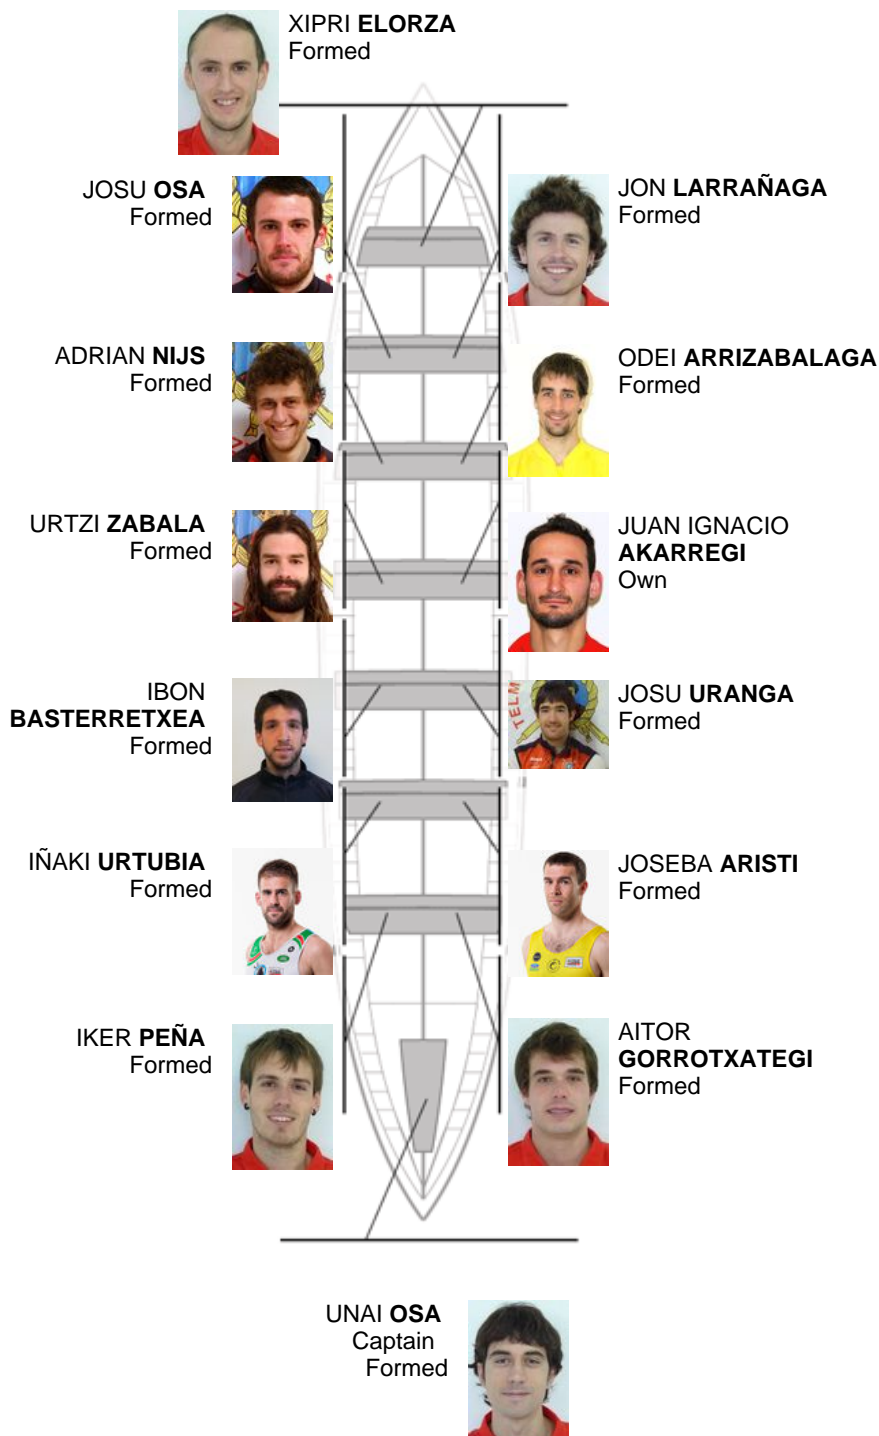 XIPRI ELORZA
Formed
JOSU OSA
Formed
JON LARRAÑAGA
Formed
ADRIAN NIJS
Formed
ODEI ARRIZABALAGA
Formed
URTZI ZABALA
Formed
JUAN IGNACIO
AKARREGI
Own
IBON
BASTERRETXEA
Formed
JOSU URANGA
Formed
TELM
IÑAKI URTUBIA
Formed
JOSEBA ARISTI
Formed
IKER PEÑA
Formed
AITOR
GORROTXATEGI
Formed
UNAI OSA
Captain
Formed